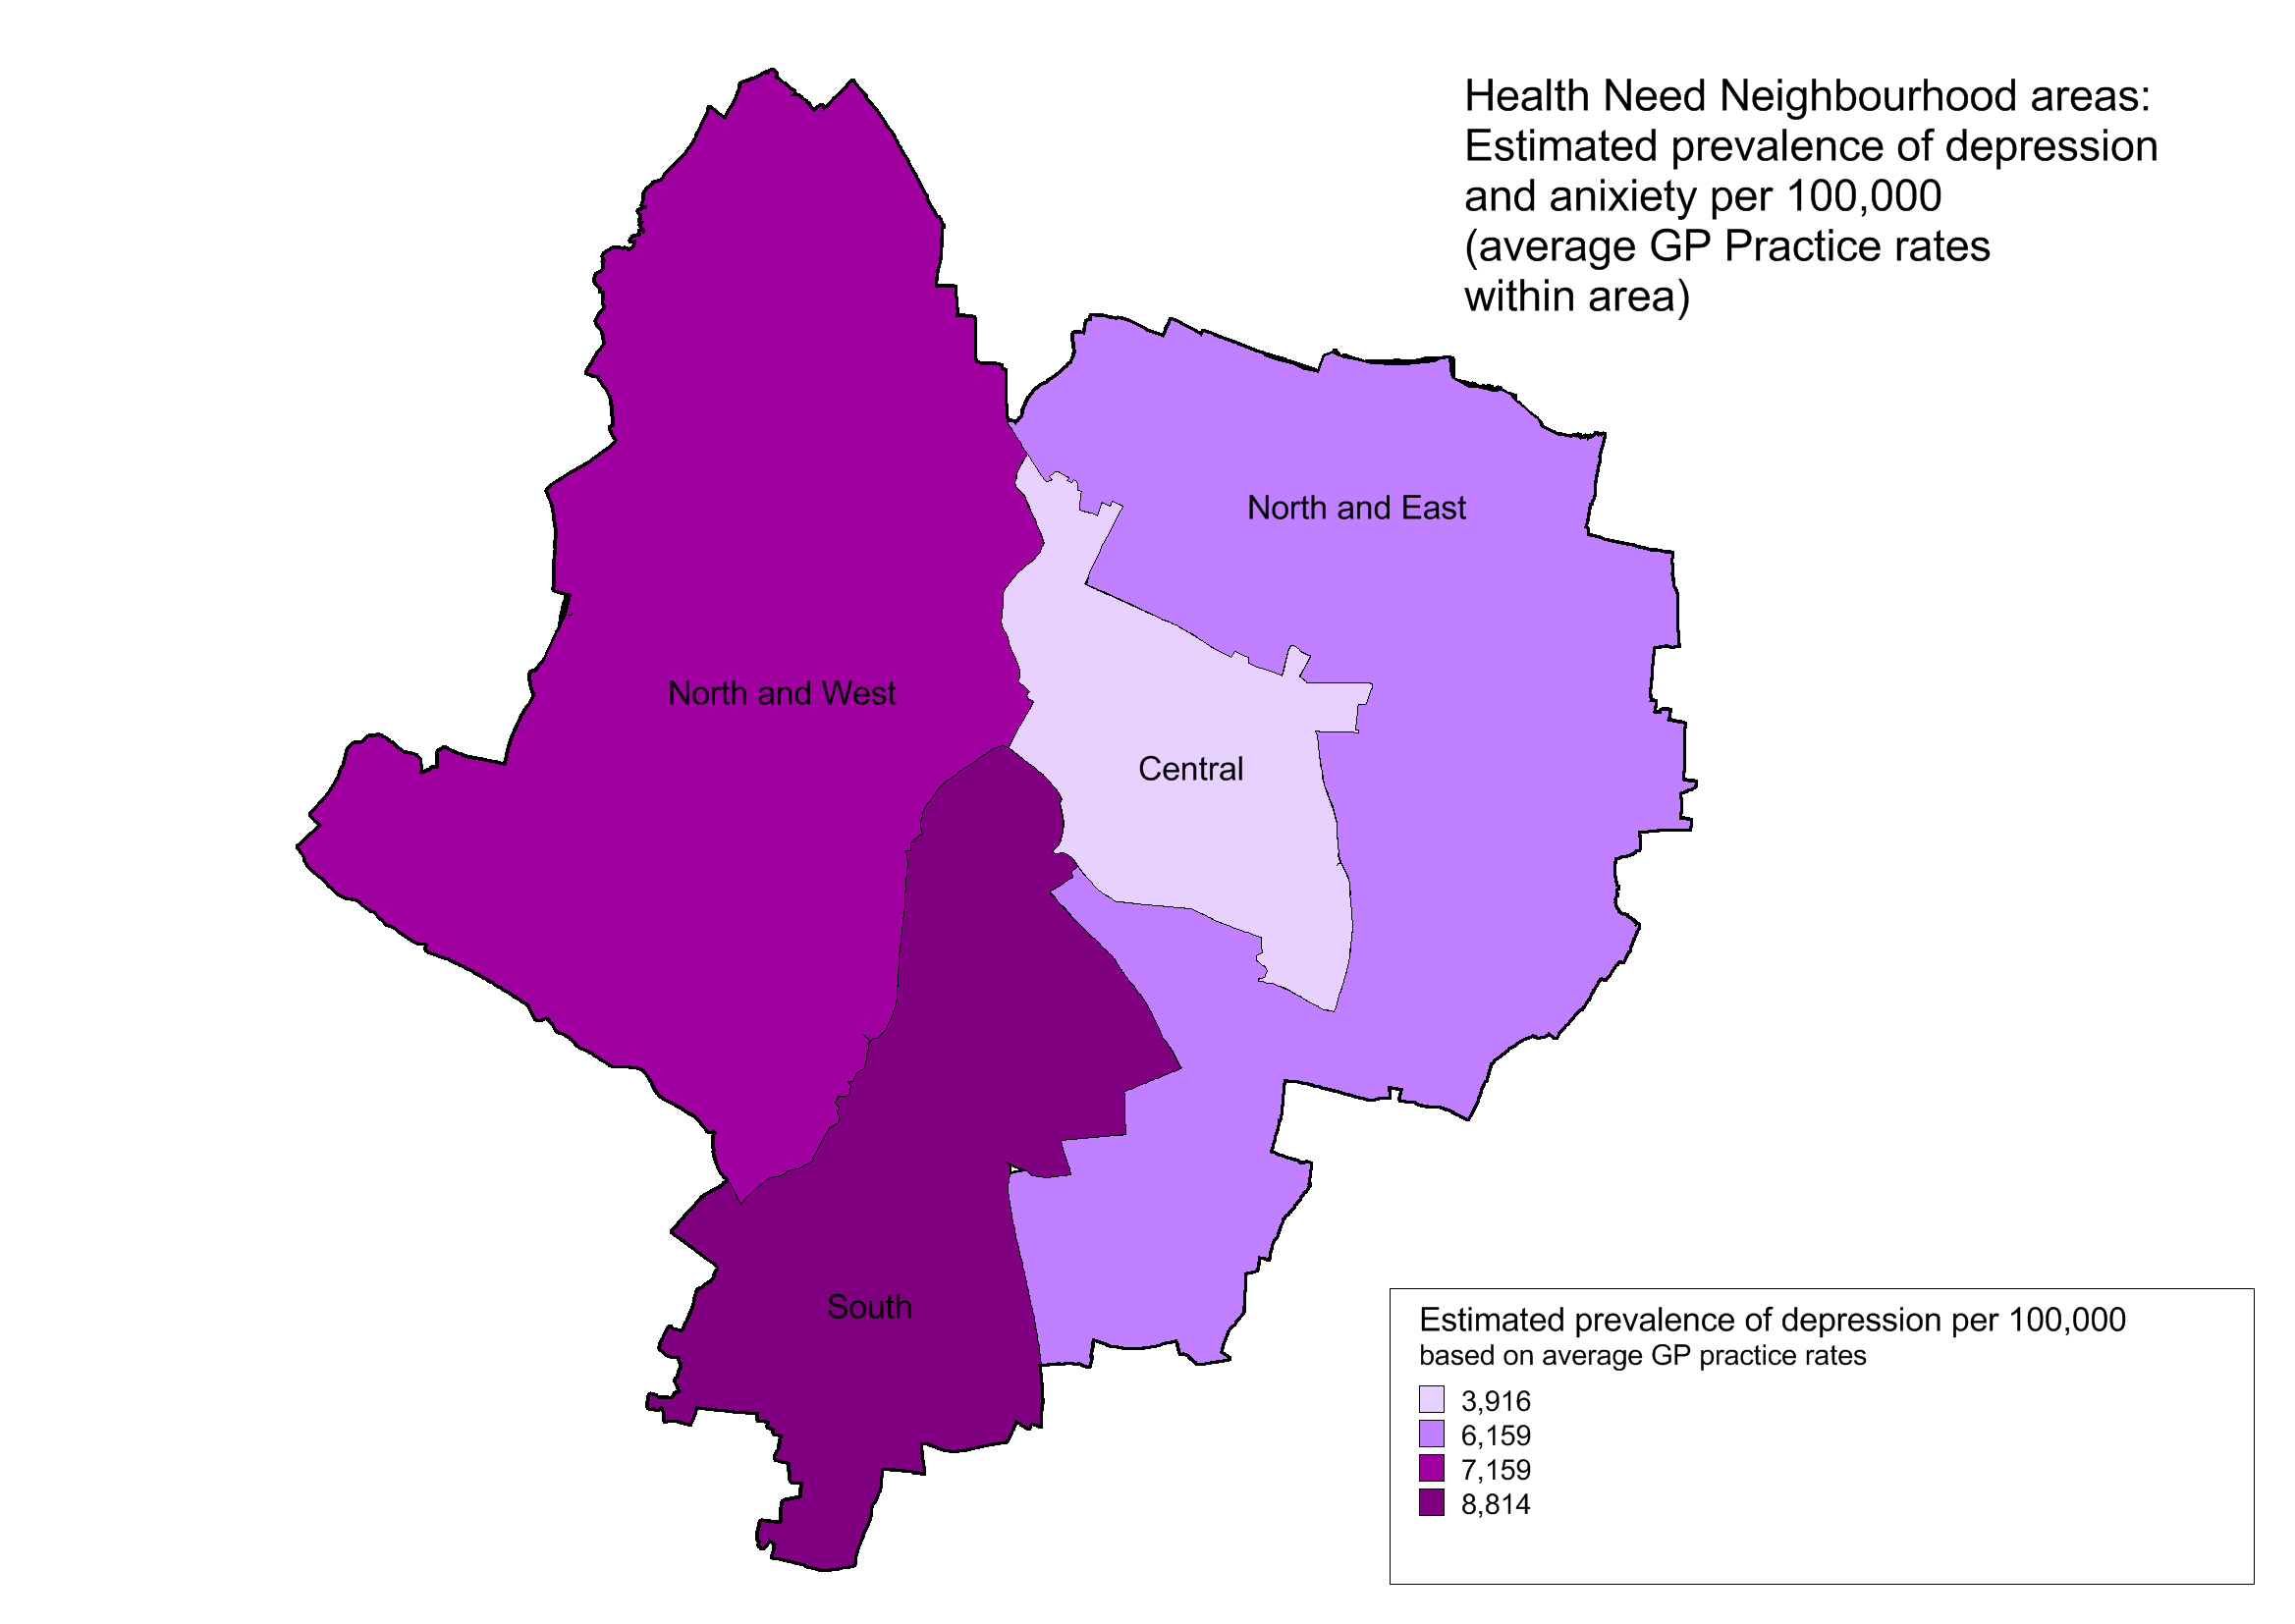 Health Need Neighbourhood areas:
Estimated prevalence of depression
and anixiety per 100,000
(average GP Practice rates
within area)
North and East
North and West
Central
South
Estimated prevalence of depression per 100,000
based on average GP practice rates
3,916
6,159
7,159
8,814